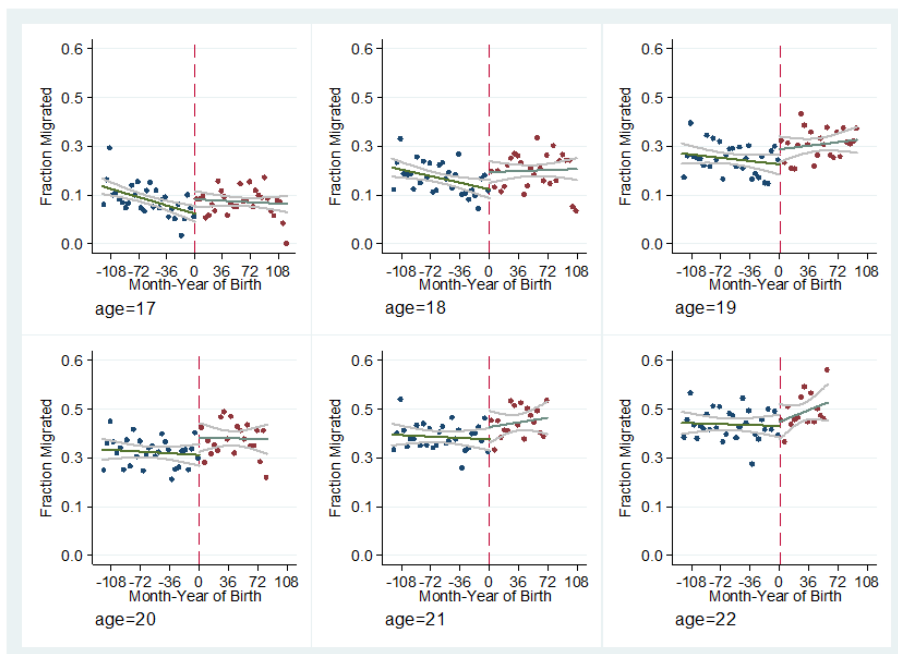 Fraction Migrated
0.6
0.5
0.3
0.1
0.0
-108 -72 -36 0 36 72 108
Month-Year of Birth
age=17
Fraction Migrated
0.6
0.5
0.3
0.1
0.0
-108 -72 -36 0 36 72 108
Month-Year of Birth
age=18
Fraction Migrated
0.6
0.5
0.3
0.1
0.0
-108 -72 -36 0 36 72 108
Month-Year of Birth
age=19
Fraction Migrated
0.6
0.5
0.3
0.1
0.0
-108 -72 -36 0 36 72 108
Month-Year of Birth
age=20
Fraction Migrated
0.6
0.5
0.3
0.1
0.0
-108 -72 -36 0 36 72 108
Month-Year of Birth
age=21
Fraction Migrated
0.6
0.5
0.3
0.1
0.0
-108 -72 -36 0 36 72 108
Month-Year of Birth
age=22